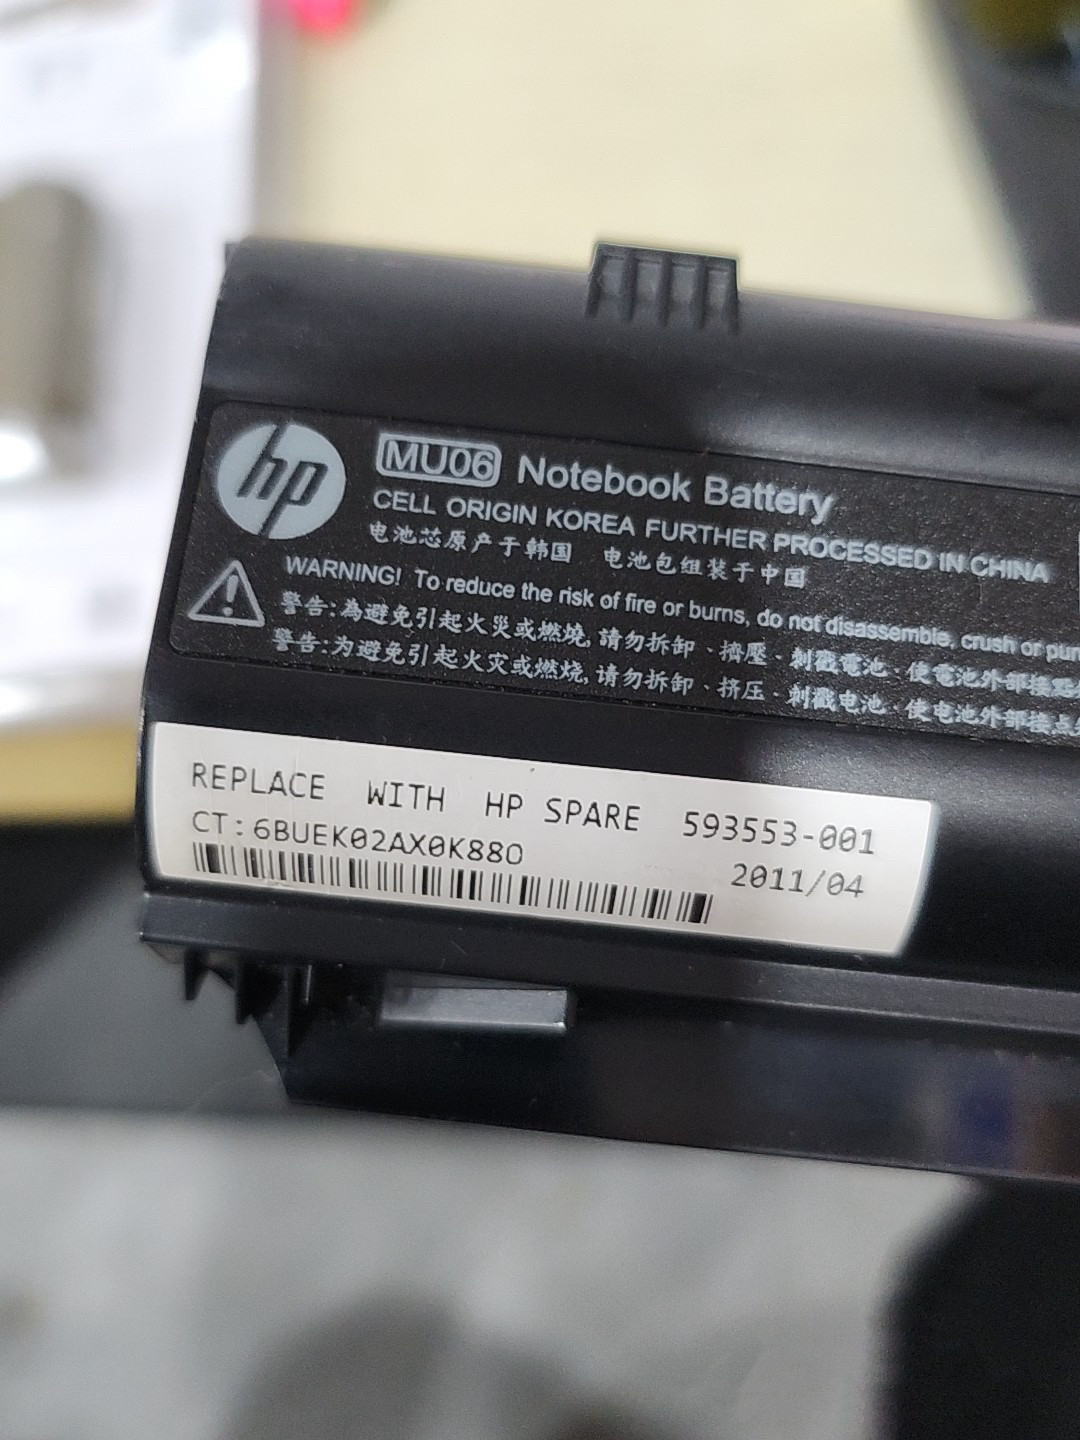 hp
MU06 Notebook Battery
CELL ORIGIN KOREA FURTHER PROCESSED IN CHINA
电池芯原产于韩国 电池包组装于中国
WARNING! To reduce the risk of fire or burns, do not disassemble, crush or pun
警告:為避免引起火災或燃燒, 請勿拆卸、擠壓、刺戳電池、使電池外部接點
警告:为避免引起火灾或燃烧, 请勿拆卸、挤压、刺戳电池、使电池外部接点
REPLACE WITH HP SPARE 593553-001
CT:6BUEK02AX0K880
2011/04